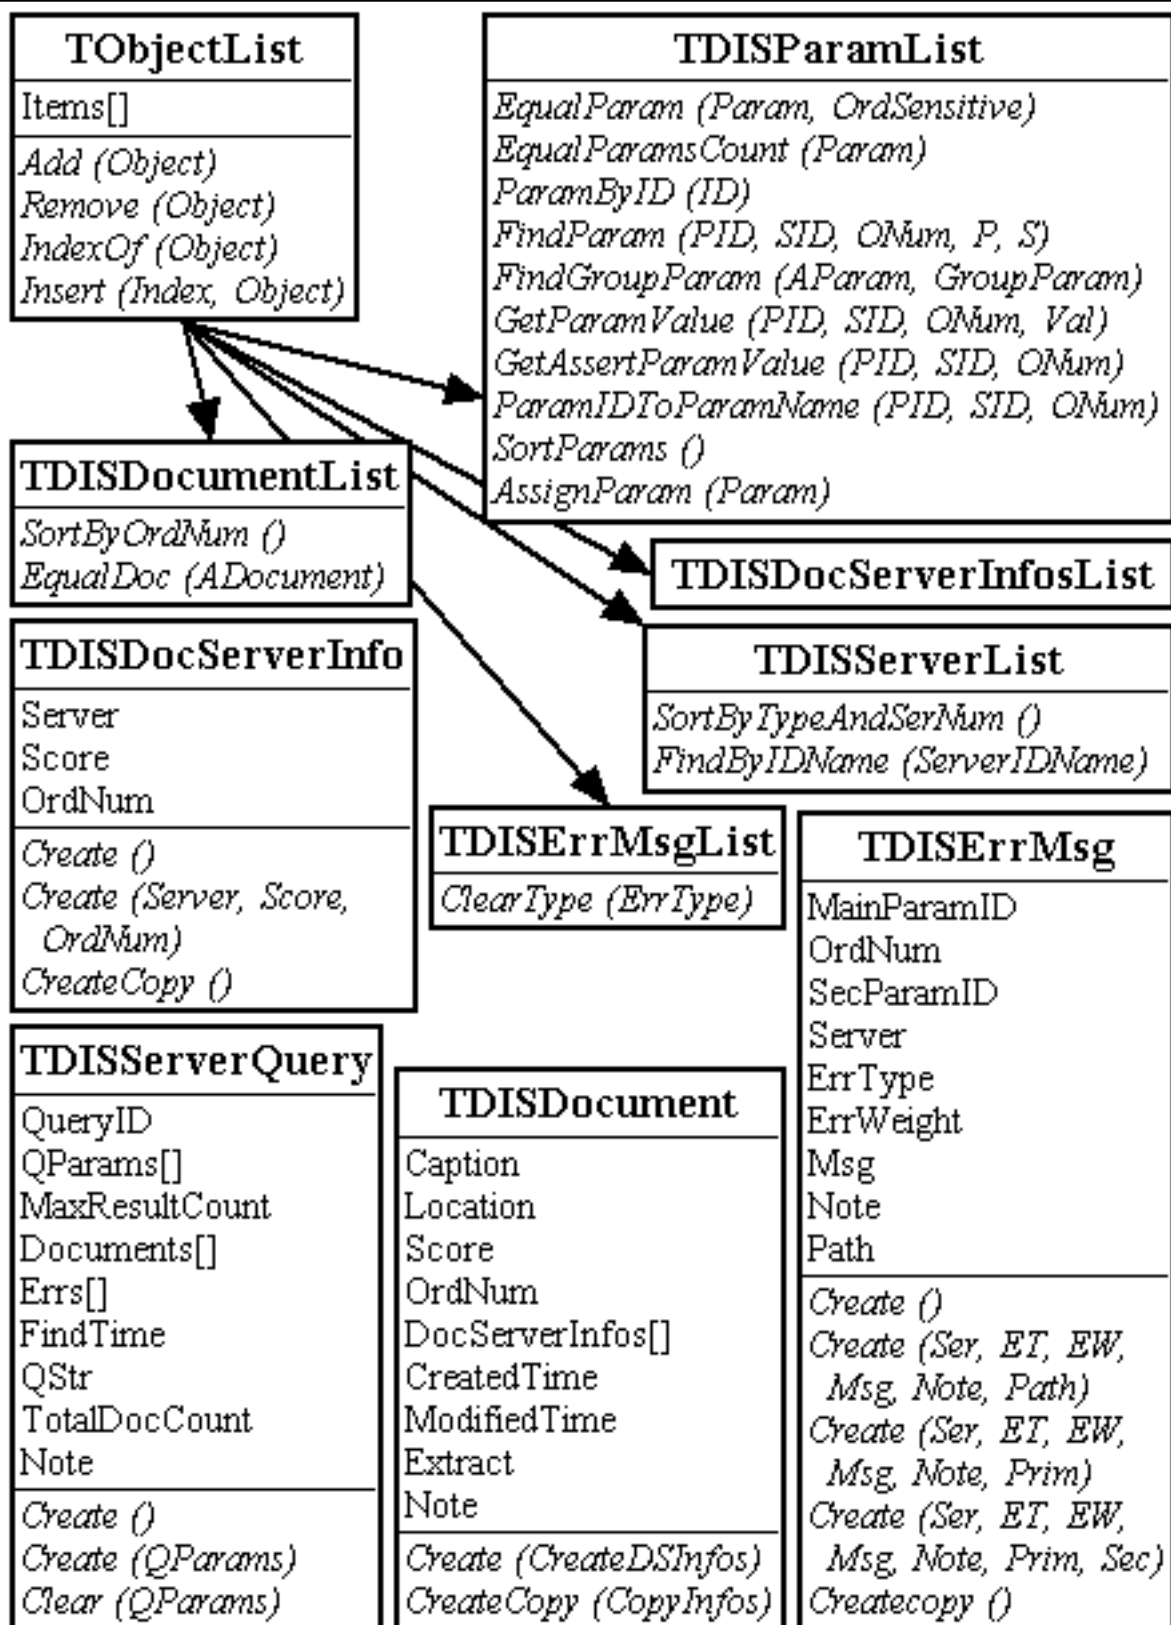 TObjectList
Items[]
Add (Object)
Remove (Object)
IndexOf (Object)
Insert (Index, Object)
TDISParamList
EqualParam (Param, OrdSensitive)
EqualParamsCount (Param)
ParamByID (ID)
FindParam (PID, SID, ONum, P, S)
FindGroupParam (AParam, GroupParam)
GetParamValue (PID, SID, ONum, Val)
GetAssertParamValue (PID, SID, ONum)
ParamIDToParamName (PID, SID, ONum)
SortParams ()
AssignParam (Param)
TDISDocumentList
SortByOrdNum ()
EqualDoc (ADocument)
TDISDocServerInfosList
TDISDocServerInfo
Server
Score
OrdNum
Create ()
Create (Server, Score,
OrdNum)
CreateCopy ()
TDISServerList
SortByTypeAndSerNum ()
FindByIDName (ServerIDName)
TDISErrMsgList
ClearType (ErrType)
TDISErrMsg
MainParamID
OrdNum
SecParamID
Server
ErrType
ErrWeight
Msg
Note
Path
Create ()
Create (Ser, ET, EW,
Msg, Note, Path)
Create (Ser, ET, EW,
Msg, Note, Prim)
Create (Ser, ET, EW,
Msg, Note, Prim, Sec)
Createcopy ()
TDISServerQuery
QueryID
QParams[]
MaxResultCount
Documents[]
Errs[]
FindTime
QStr
TotalDocCount
Note
Create ()
Create (QParams)
Clear (QParams)
TDISDocument
Caption
Location
Score
OrdNum
DocServerInfos[]
CreatedTime
ModifiedTime
Extract
Note
Create (CreateDSInfos)
CreateCopy (CopyInfos)